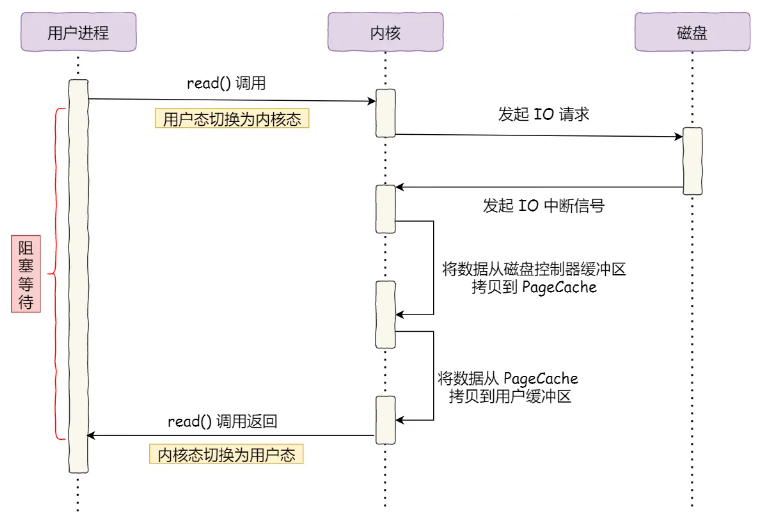 用户进程
内核
磁盘
read() 调用
用户态切换为内核态
发起 IO 请求
发起 IO 中断信号
阻塞等待
将数据从磁盘控制器缓冲区
拷贝到 PageCache
将数据从 PageCache
拷贝到用户缓冲区
read() 调用返回
内核态切换为用户态